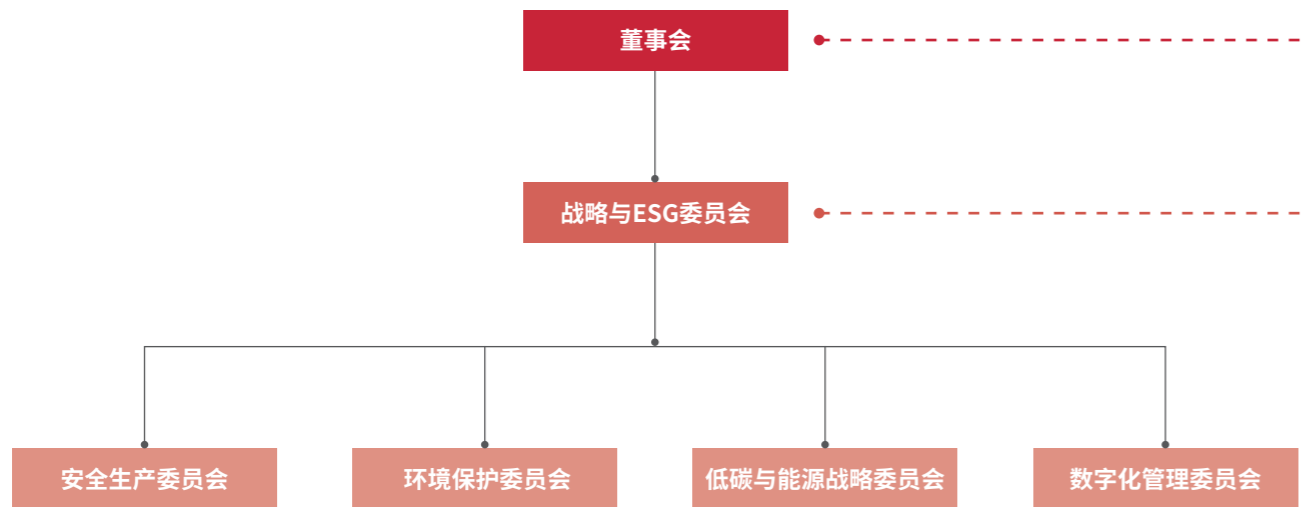 董事会
战略与ESG委员会
安全生产委员会
环境保护委员会
低碳与能源战略委员会
数字化管理委员会